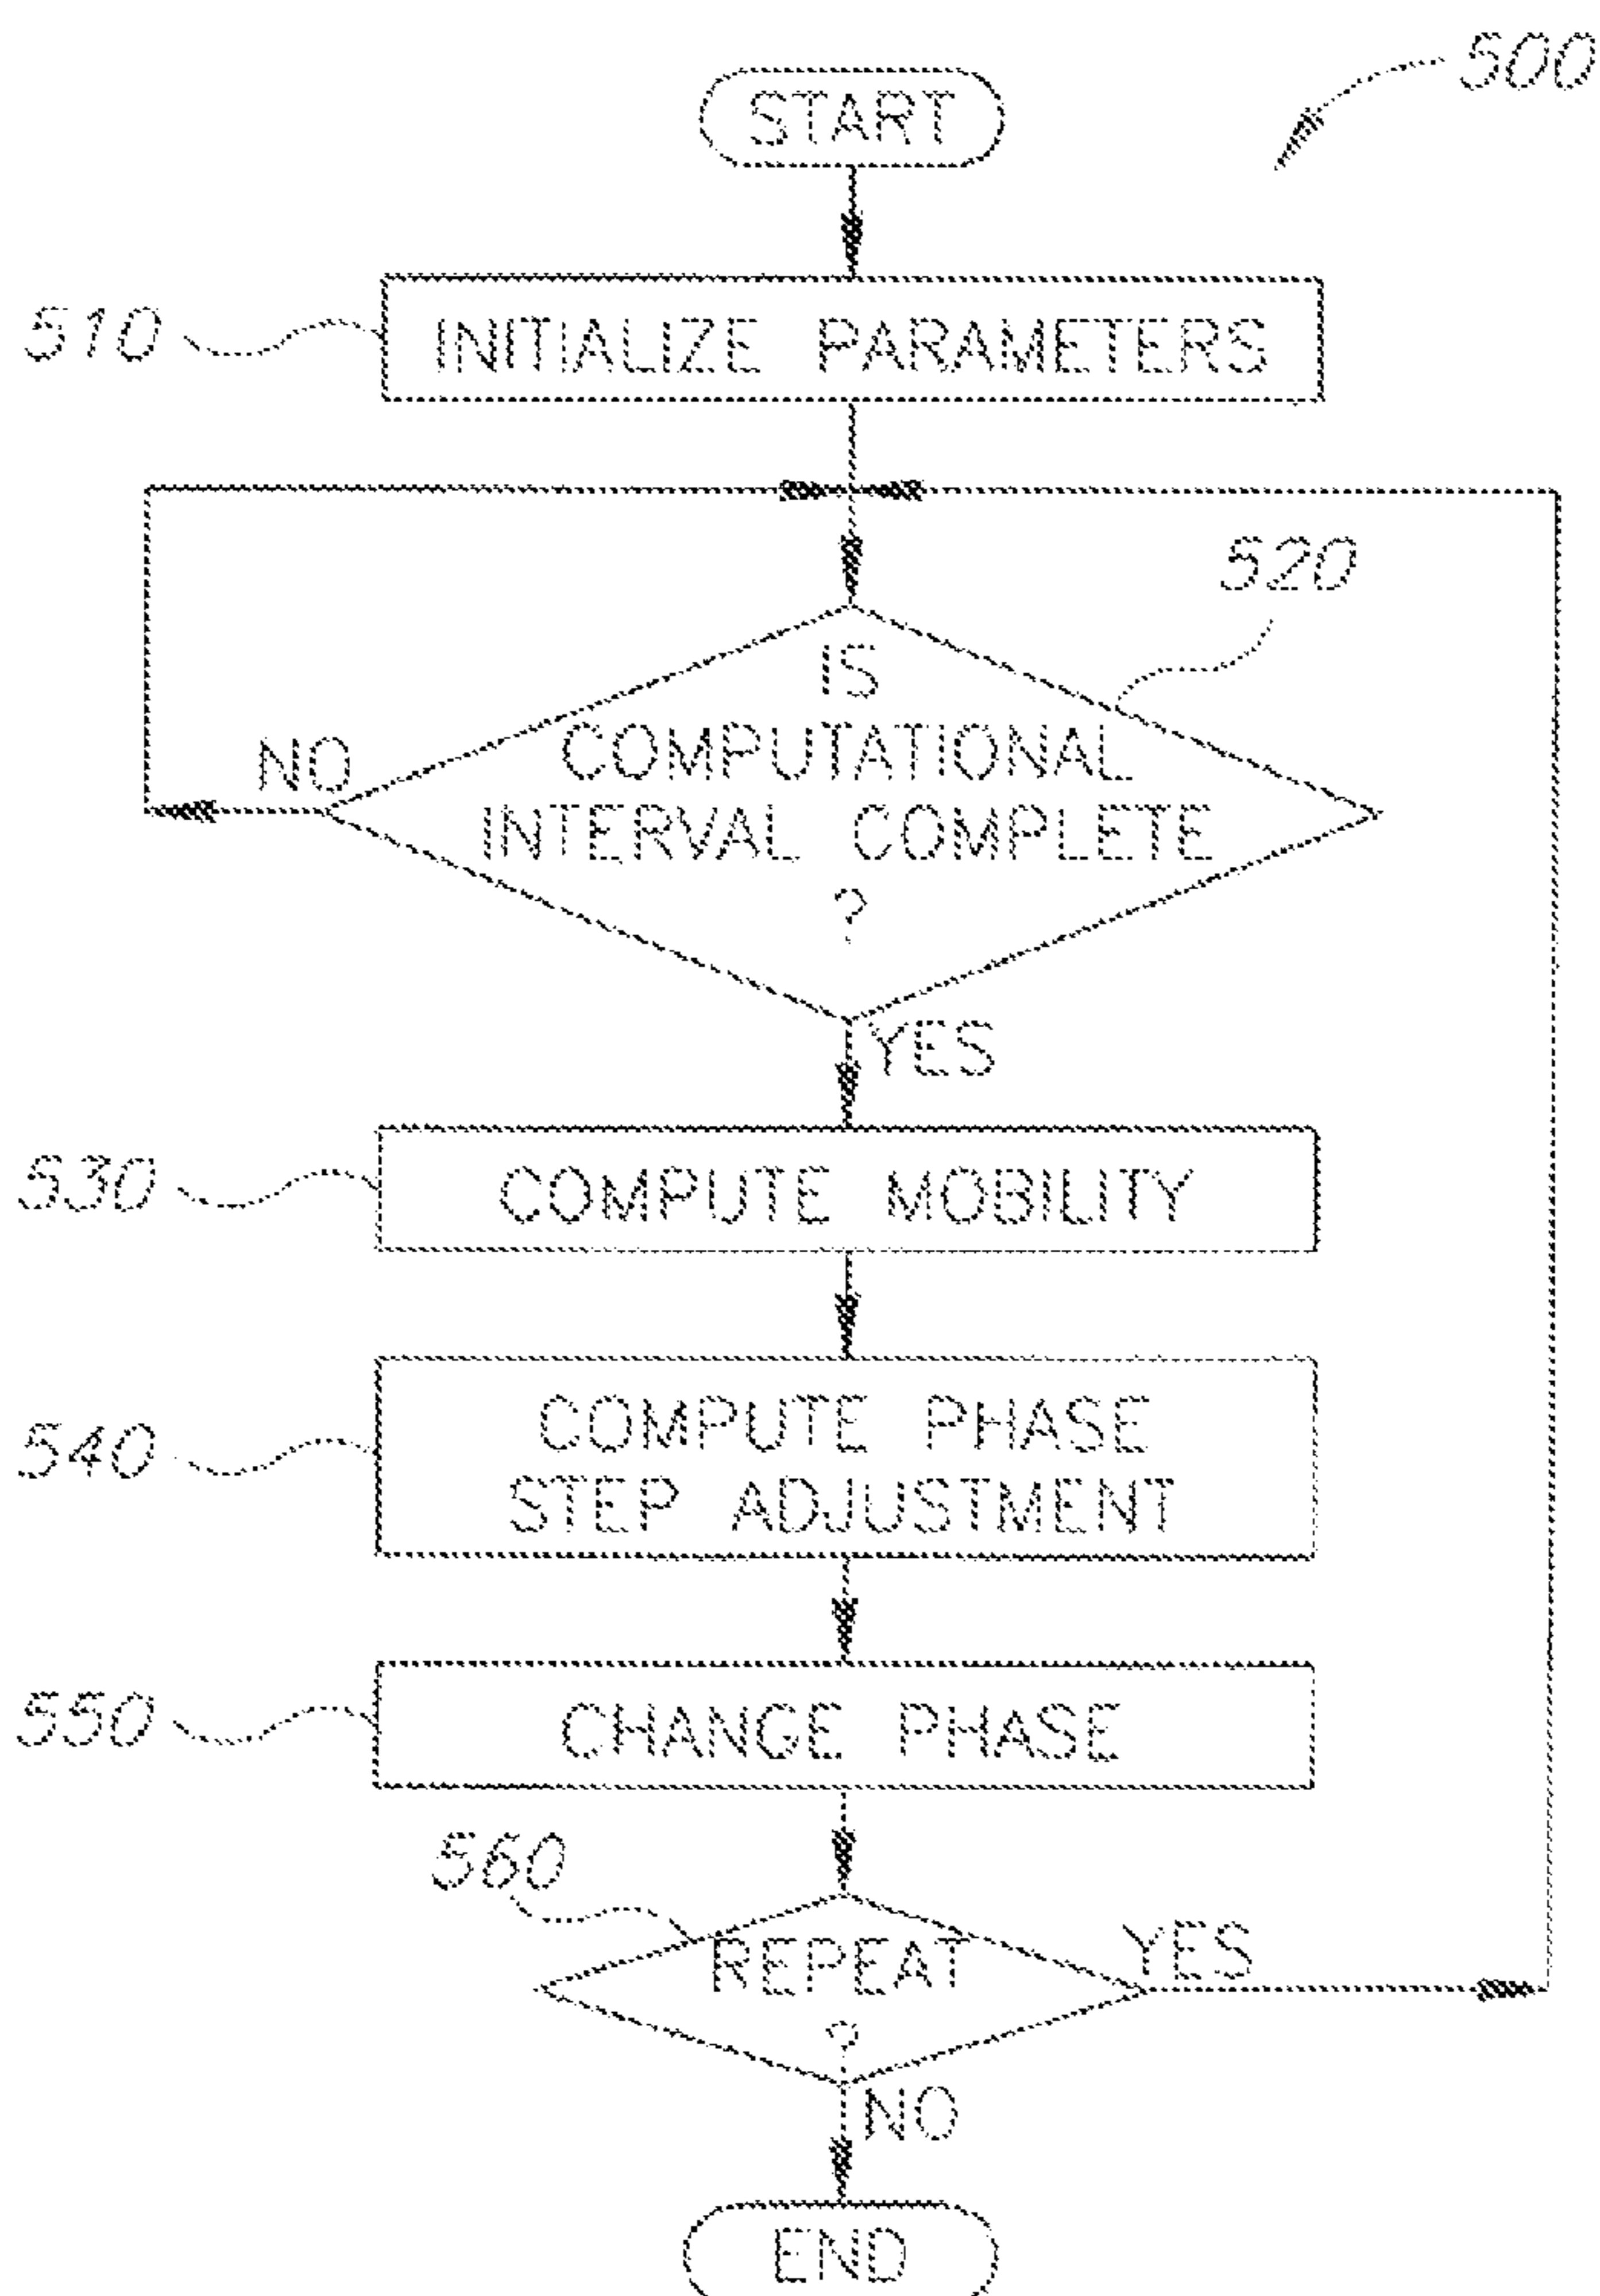 500
START
510
INITIALIZE PARAMETERS
520
IS
COMPUTATIONAL
INTERVAL COMPLETE
?
NO
YES
530
COMPUTE MOBILITY
540
COMPUTE PHASE
STEP ADJUSTMENT
550
CHANGE PHASE
560
REPEAT
?
YES
NO
END